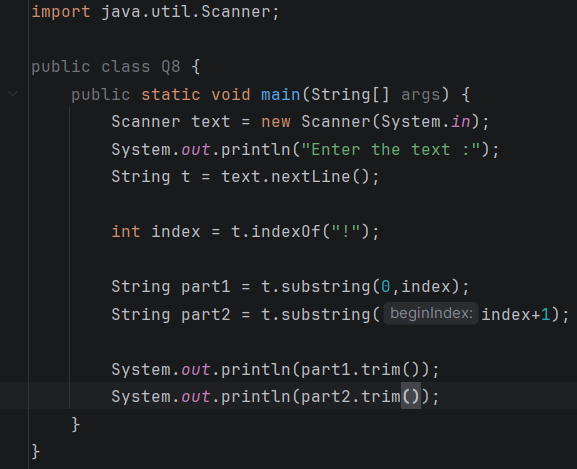 import java.util.Scanner;
public class Q8 {
public static void main(String[] args) {
Scanner text = new Scanner(System.in);
System.out.println("Enter the text :");
String t = text.nextLine();
int index = t.indexOf("!");
String part1 = t.substring(0,index);
String part2 = t.substring( beginIndex: index+1);
System.out.println(part1.trim());
System.out.println(part2.trim());
}
}